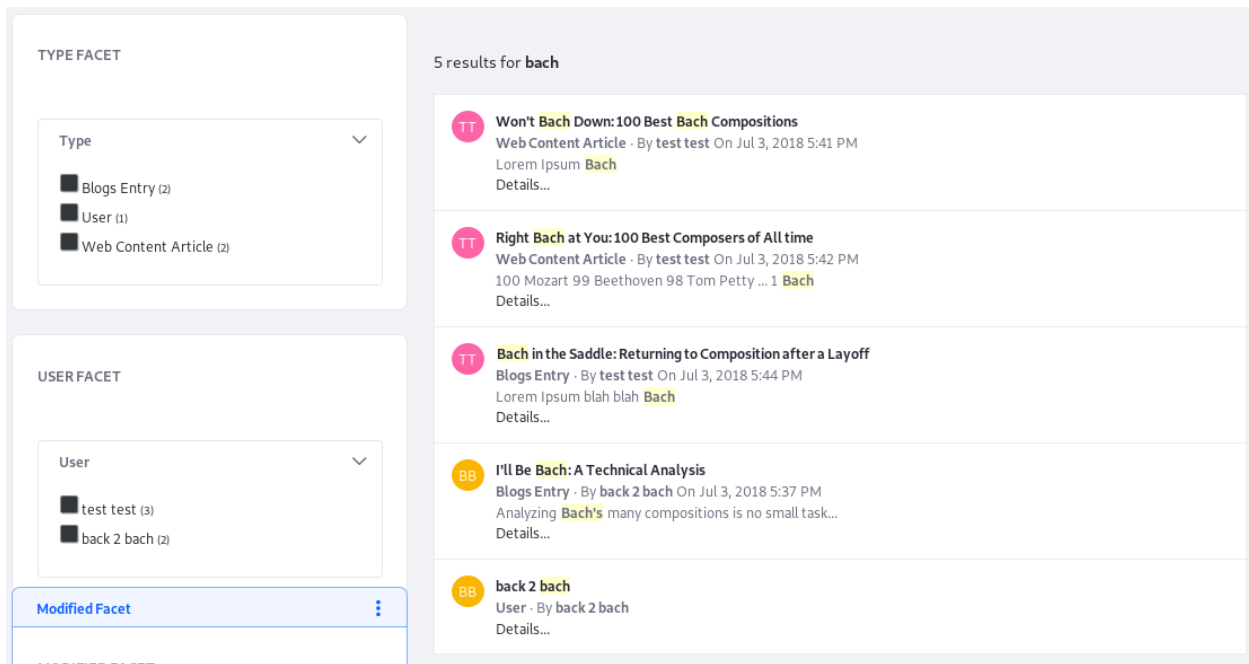 TYPE FACET
Type
Blogs Entry (2)
User (1)
Web Content Article (2)
USER FACET
User
test test (3)
back 2 bach (2)
Modified Facet
MODIFIED FACET
5 results for bach
TT
Won't Bach Down: 100 Best Bach Compositions
Web Content Article · By test test On Jul 3, 2018 5:41 PM
Lorem Ipsum Bach
Details...
TT
Right Bach at You: 100 Best Composers of All time
Web Content Article · By test test On Jul 3, 2018 5:42 PM
100 Mozart 99 Beethoven 98 Tom Petty ... 1 Bach
Details...
TT
Bach in the Saddle: Returning to Composition after a Layoff
Blogs Entry · By test test On Jul 3, 2018 5:44 PM
Lorem Ipsum blah blah Bach
Details...
BB
I'll Be Bach: A Technical Analysis
Blogs Entry · By back 2 bach On Jul 3, 2018 5:37 PM
Analyzing Bach's many compositions is no small task...
Details...
BB
back 2 bach
User · By back 2 bach
Details...